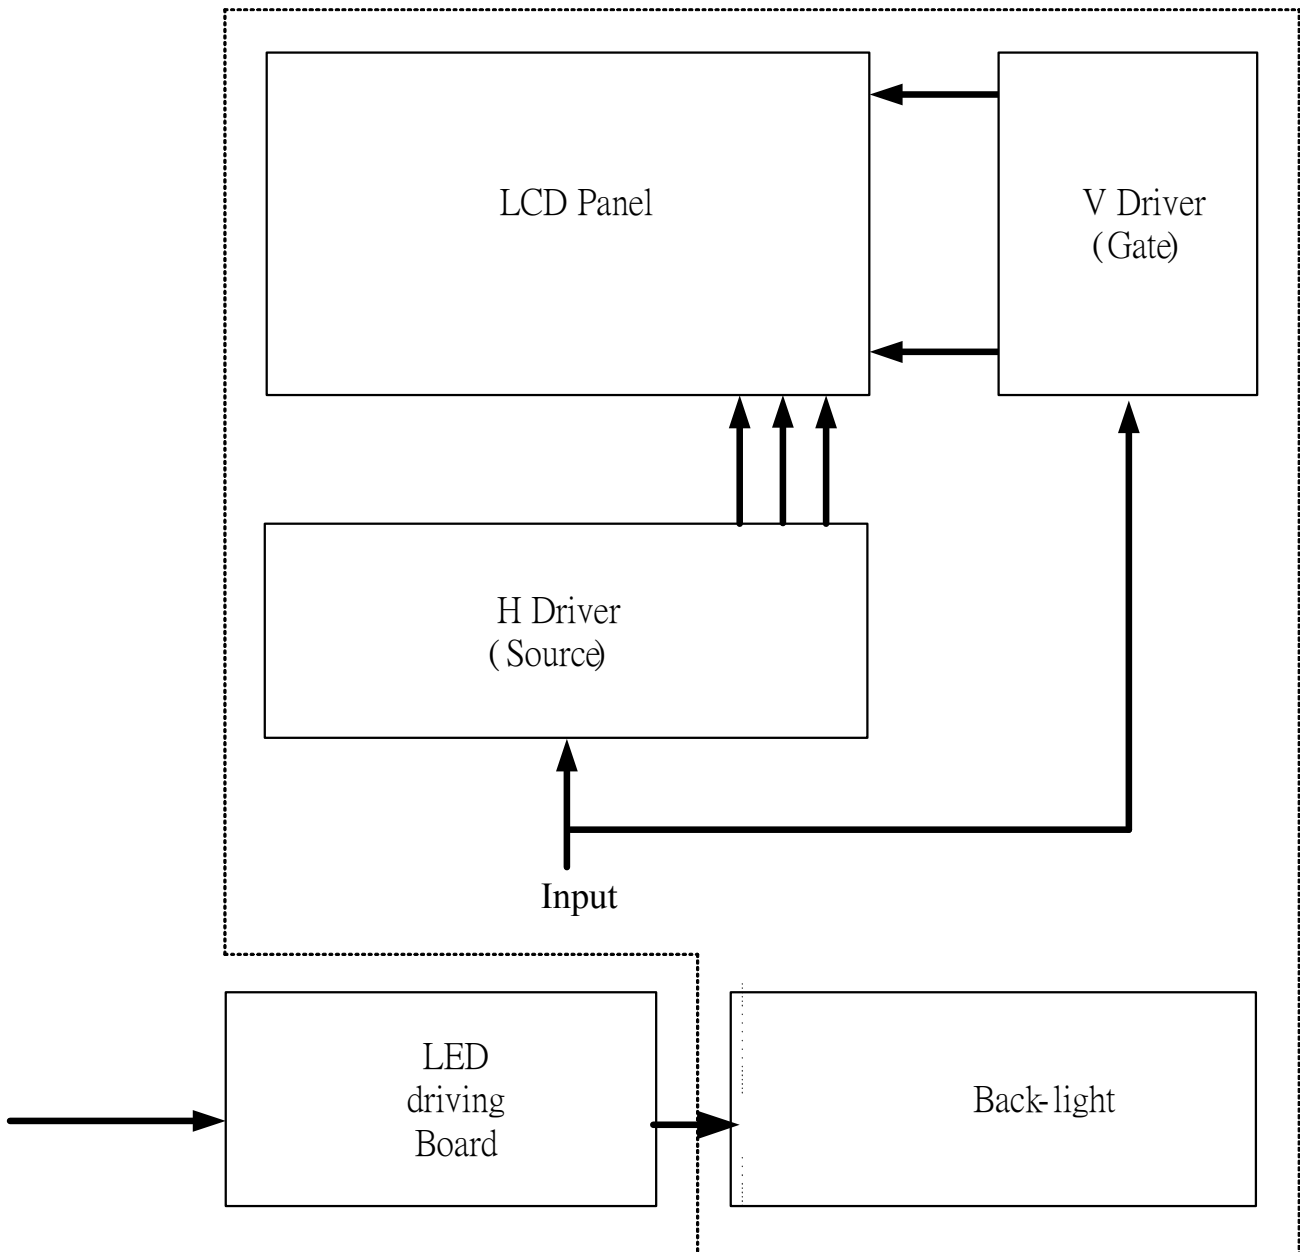 LCD Panel
V Driver
(Gate)
H Driver
(Source)
Input
LED
driving
Board
Back-light